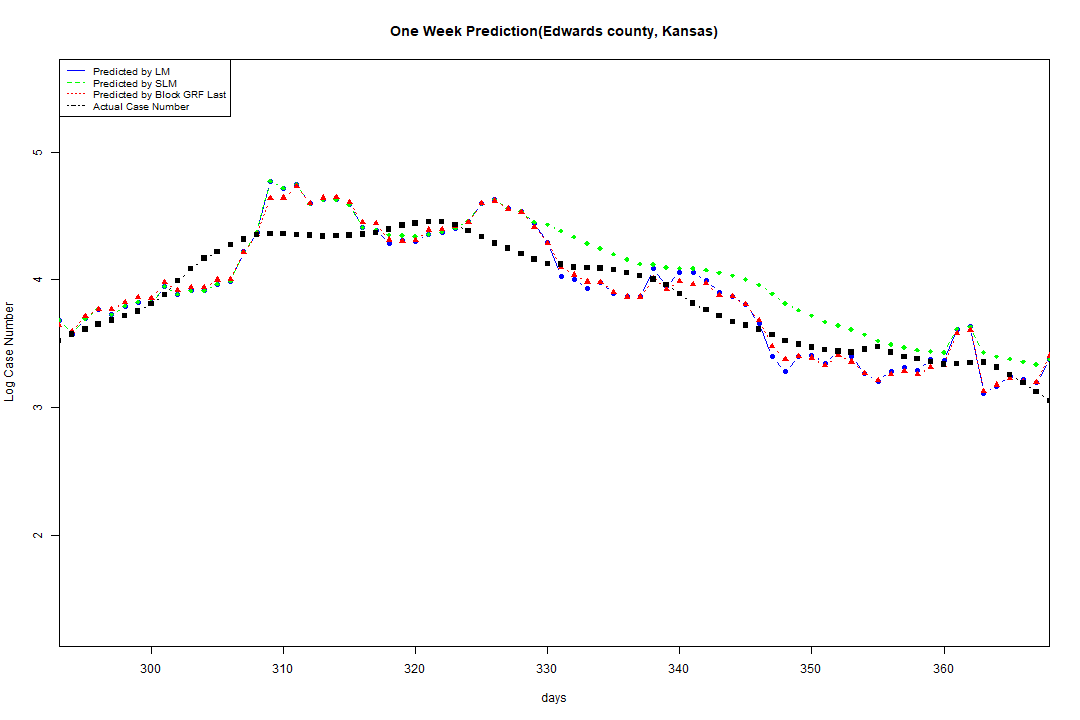 One Week Prediction(Edwards county, Kansas)
Predicted by LM
Predicted by SLM
Predicted by Block GRF Last
Actual Case Number
5
4
3
2
Log Case Number
300 310 320 330 340 350 360
days